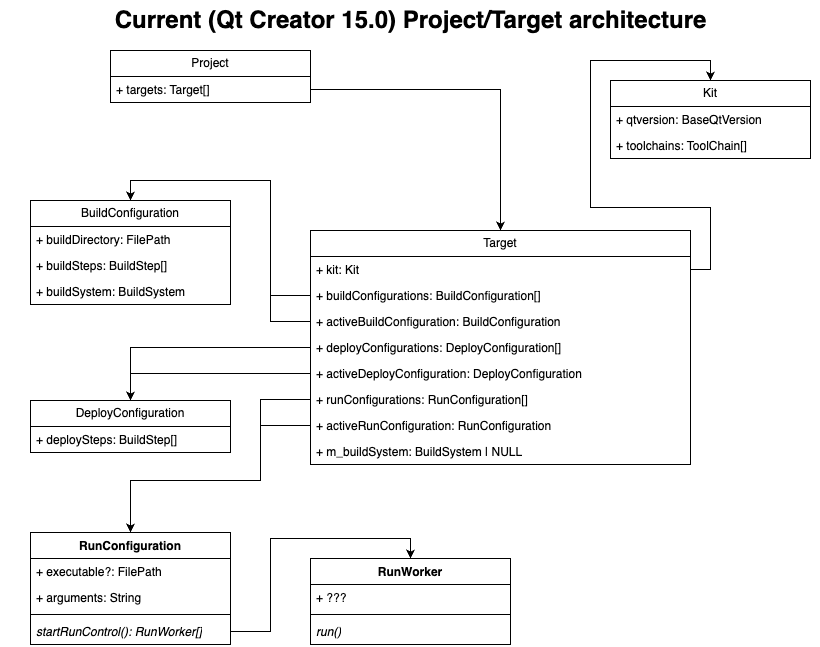 Current (Qt Creator 15.0) Project/Target architecture
Project
+ targets: Target[]
Kit
+ qtversion: BaseQtVersion
+ toolchains: ToolChain[]
BuildConfiguration
+ buildDirectory: FilePath
+ buildSteps: BuildStep[]
+ buildSystem: BuildSystem
Target
+ kit: Kit
+ buildConfigurations: BuildConfiguration[]
+ activeBuildConfiguration: BuildConfiguration
+ deployConfigurations: DeployConfiguration[]
+ activeDeployConfiguration: DeployConfiguration
+ runConfigurations: RunConfiguration[]
+ activeRunConfiguration: RunConfiguration
+ m_buildSystem: BuildSystem | NULL
DeployConfiguration
+ deploySteps: BuildStep[]
RunConfiguration
+ executable?: FilePath
+ arguments: String
startRunControl(): RunWorker[]
RunWorker
+ ???
run()